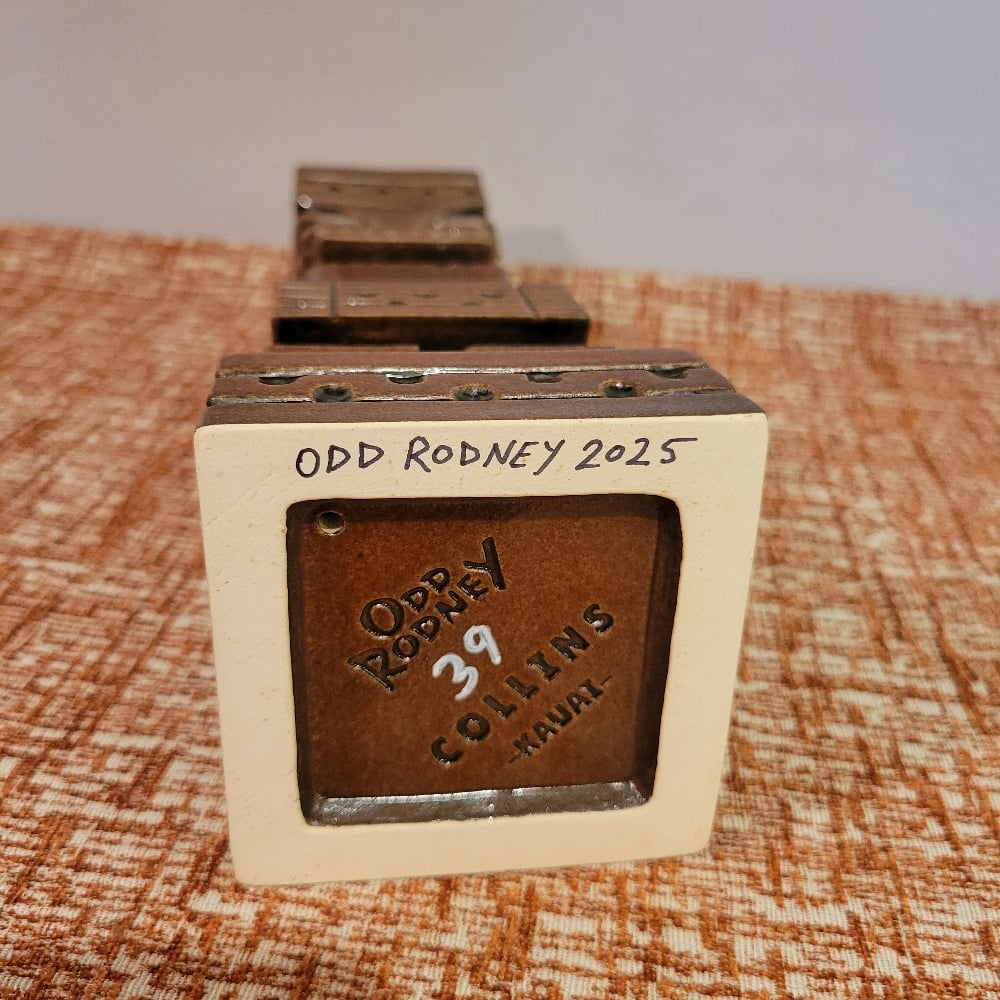 ODD RODNEY 2025
ODD
RODNEY
39
COLLINS
-KAUAI-